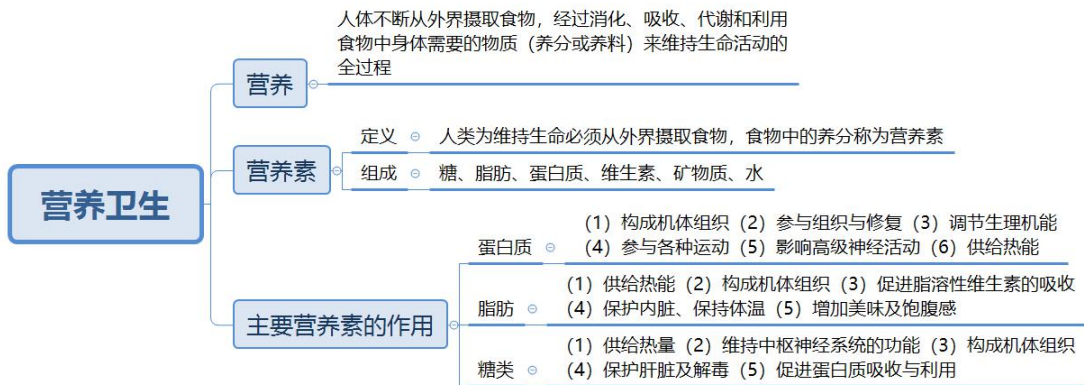 人体不断从外界摄取食物，经过消化、吸收、代谢和利用
食物中身体需要的物质（养分或养料）来维持生命活动的
全过程
营养
定义
人类为维持生命必须从外界摄取食物，食物中的养分称为营养素
营养素
组成
糖、脂肪、蛋白质、维生素、矿物质、水
营养卫生
（1）构成机体组织（2）参与组织与修复（3）调节生理机能
蛋白质
（4）参与各种运动（5）影响高级神经活动（6）供给热能
（1）供给热能（2）构成机体组织（3）促进脂溶性维生素的吸收
脂肪
（4）保护内脏、保持体温（5）增加美味及饱腹感
主要营养素的作用
（1）供给热量（2）维持中枢神经系统的功能（3）构成机体组织
糖类
（4）保护肝脏及解毒（5）促进蛋白质吸收与利用